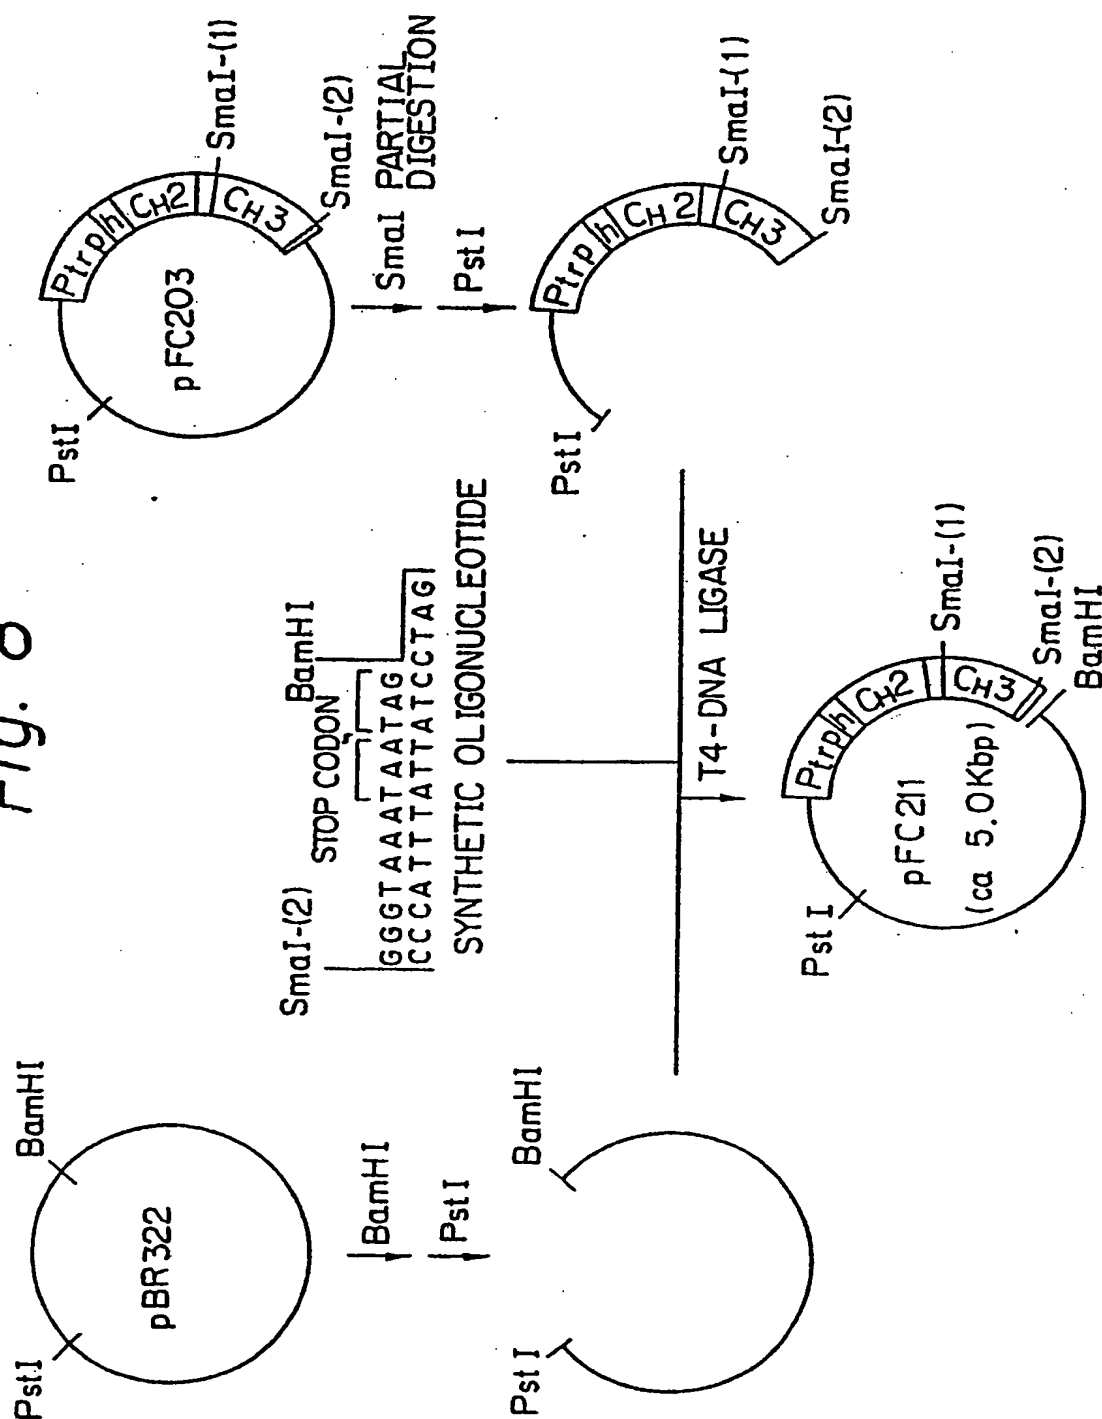 Fig. 8
PstI
BamHI
pBR322
BamHI
PstI
PstI
BamHI
SmaI-(2)
STOP CODON
BamHI
GGGTAAATAATAG
CCCATTTATTATCCTAG
SYNTHETIC OLIGONUCLEOTIDE
PstI
pFC203
Ptrp
h
CH2
CH3
SmaI-(1)
SmaI-(2)
SmaI PARTIAL
DIGESTION
PstI
PstI
Ptrp
h
CH2
CH3
SmaI-(1)
SmaI-(2)
T4-DNA LIGASE
PstI
pFC211
(ca 5.0Kbp)
Ptrp
h
CH2
CH3
SmaI-(1)
SmaI-(2)
BamHI